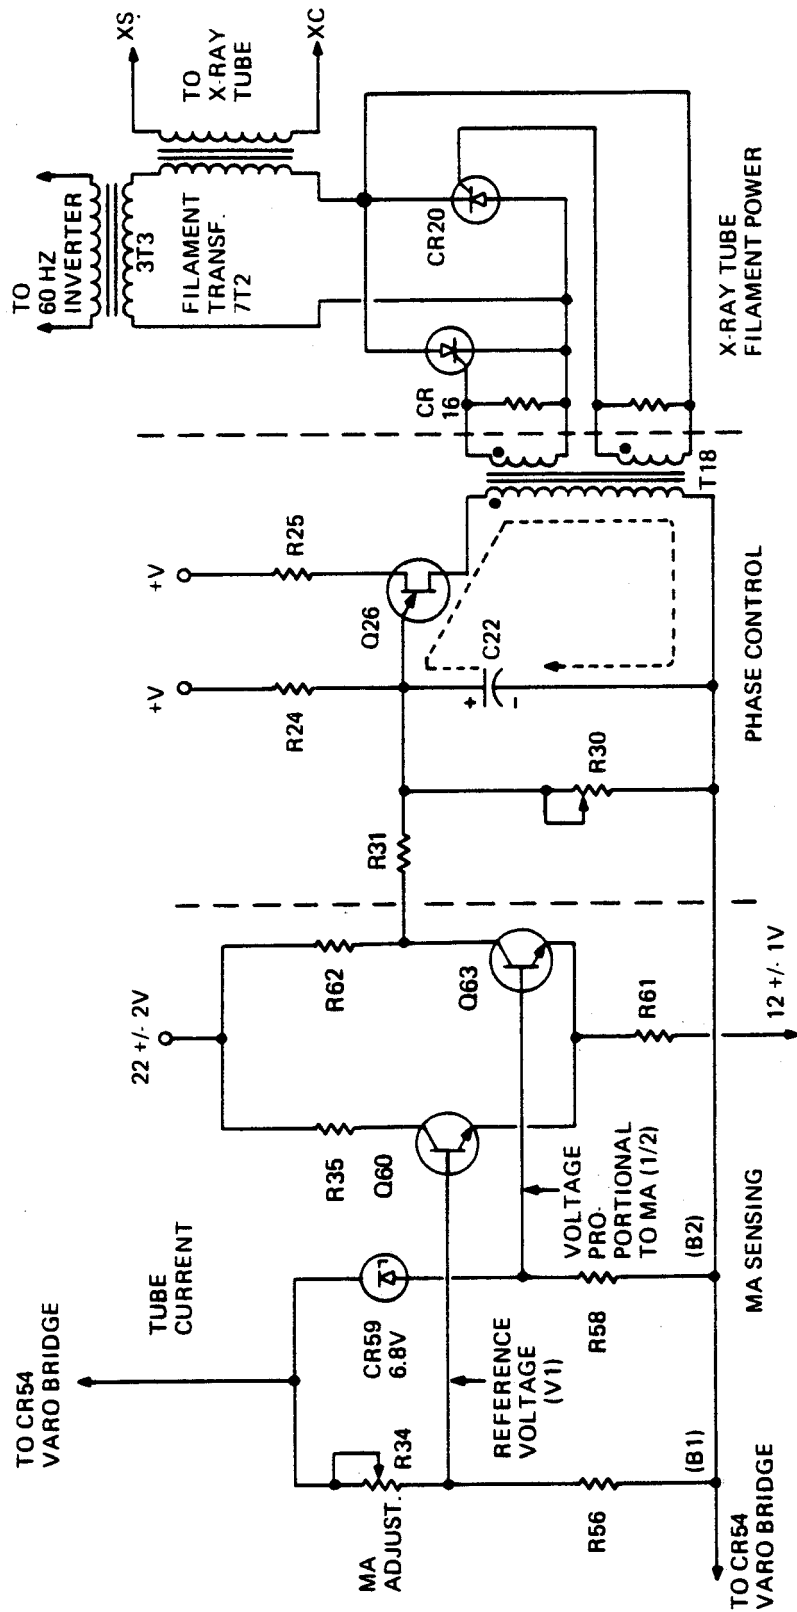 TO CR54
VARO BRIDGE
TUBE
CURRENT
MA
ADJUST.
R34
CR59
6.8V
REFERENCE
VOLTAGE
(V1)
R56
(B1)
TO CR54
VARO BRIDGE
R58
(B2)
VOLTAGE
PRO-
PORTIONAL
TO MA (1/2)
MA SENSING
22 +/- 2V
R35
Q60
R62
Q63
R61
12 +/- 1V
R31
R30
+V
R24
+V
R25
Q26
C22
+
-
PHASE CONTROL
T18
CR
16
CR20
X-RAY TUBE
FILAMENT POWER
TO
60 HZ
INVERTER
3T3
FILAMENT
TRANSF.
7T2
TO
X-RAY
TUBE
XS
XC